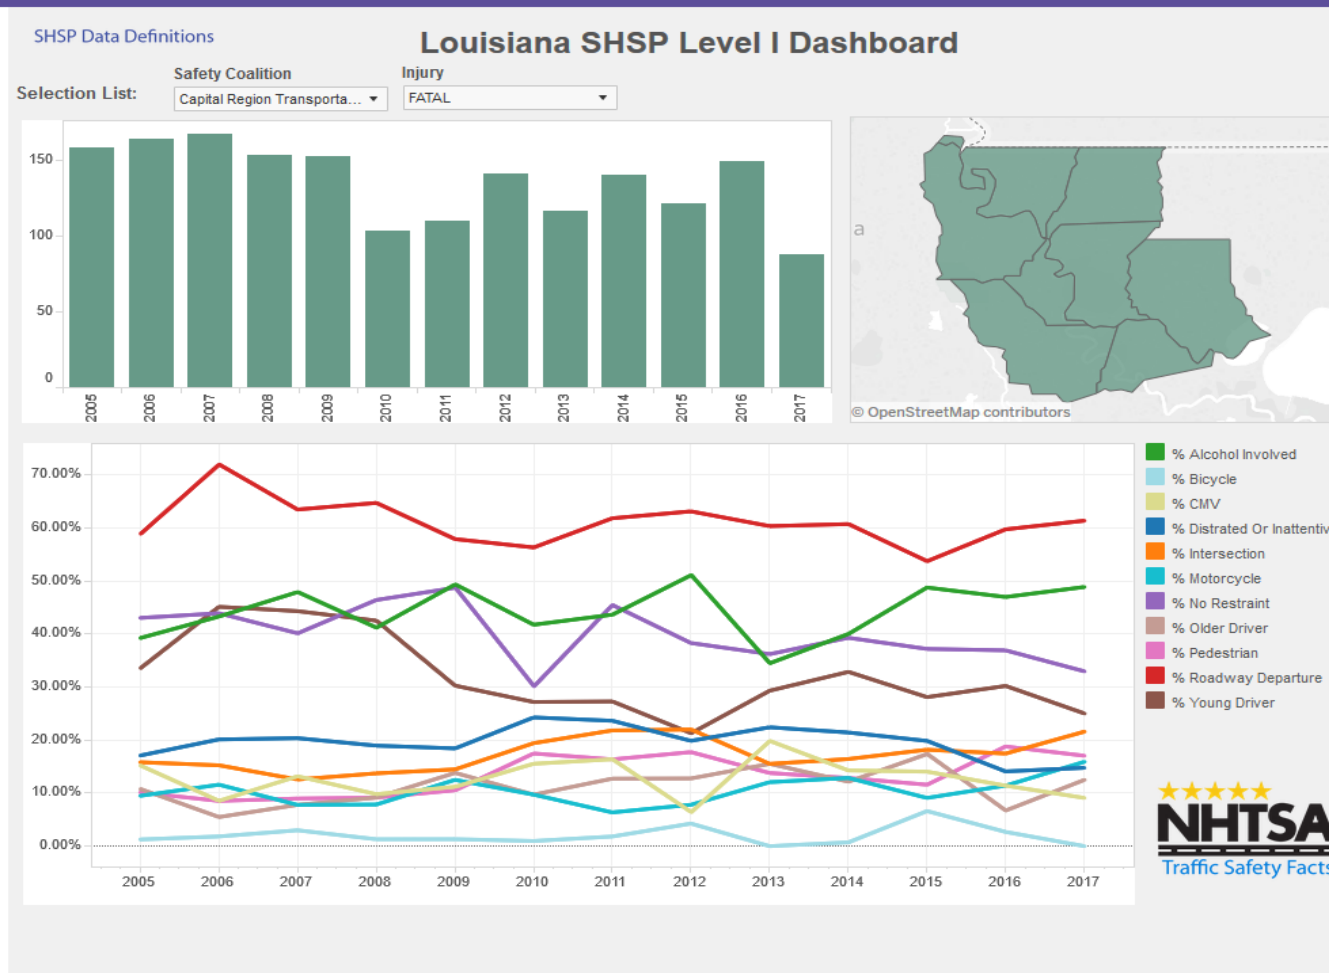 SHSP Data Definitions
Louisiana SHSP Level I Dashboard
Selection List:
Safety Coalition
Injury
Capital Region Transporta...
FATAL
150
100
50
0
2005
2006
2007
2008
2009
2010
2011
2012
2013
2014
2015
2016
2017
a
© OpenStreetMap contributors
70.00%
60.00%
50.00%
40.00%
30.00%
20.00%
10.00%
0.00%
2005
2006
2007
2008
2009
2010
2011
2012
2013
2014
2015
2016
2017
% Alcohol Involved
% Bicycle
% CMV
% Distrated Or Inattentiv
% Intersection
% Motorcycle
% No Restraint
% Older Driver
% Pedestrian
% Roadway Departure
% Young Driver
NHTSA
Traffic Safety Facts